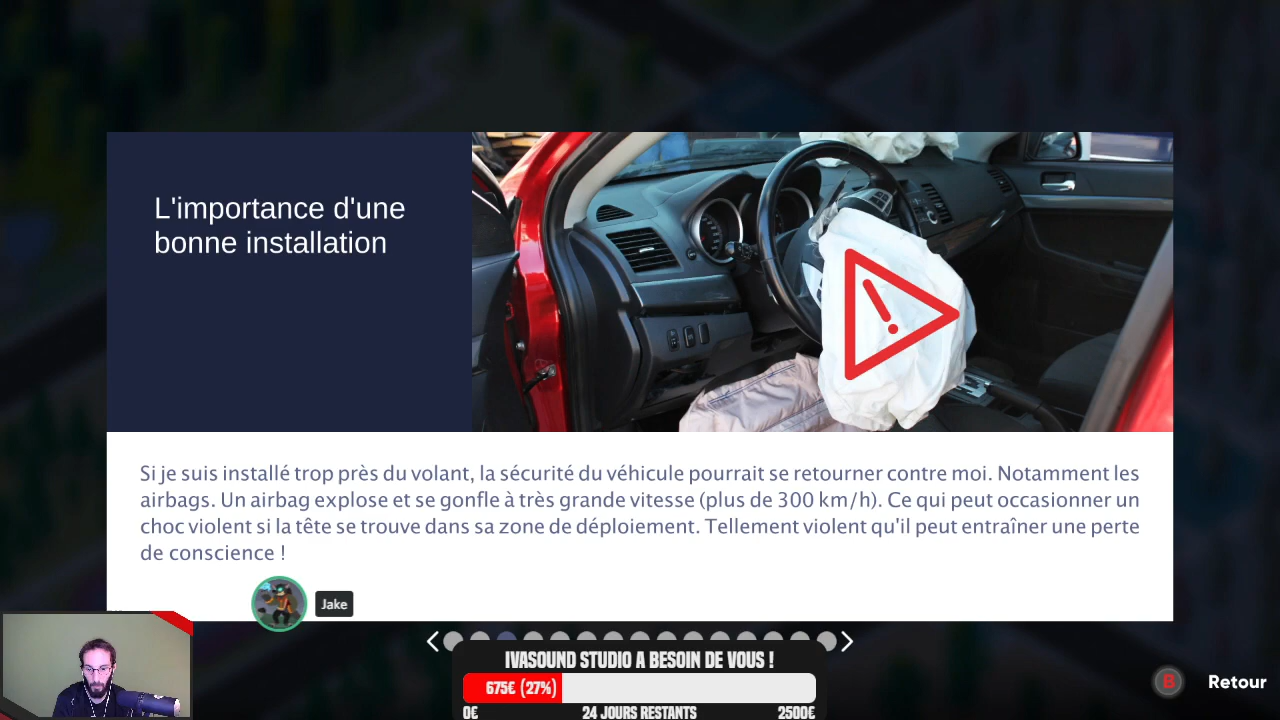 L'importance d'une
bonne installation
Si je suis installé trop près du volant, la sécurité du véhicule pourrait se retourner contre moi. Notamment les
airbags. Un airbag explose et se gonfle à très grande vitesse (plus de 300 km/h). Ce qui peut occasionner un
choc violent si la tête se trouve dans sa zone de déploiement. Tellement violent qu'il peut entraîner une perte
de conscience !
Jake
IVASOUND STUDIO A BESOIN DE VOUS !
675€ (27%)
0€ 24 JOURS RESTANTS 2500€
B Retour